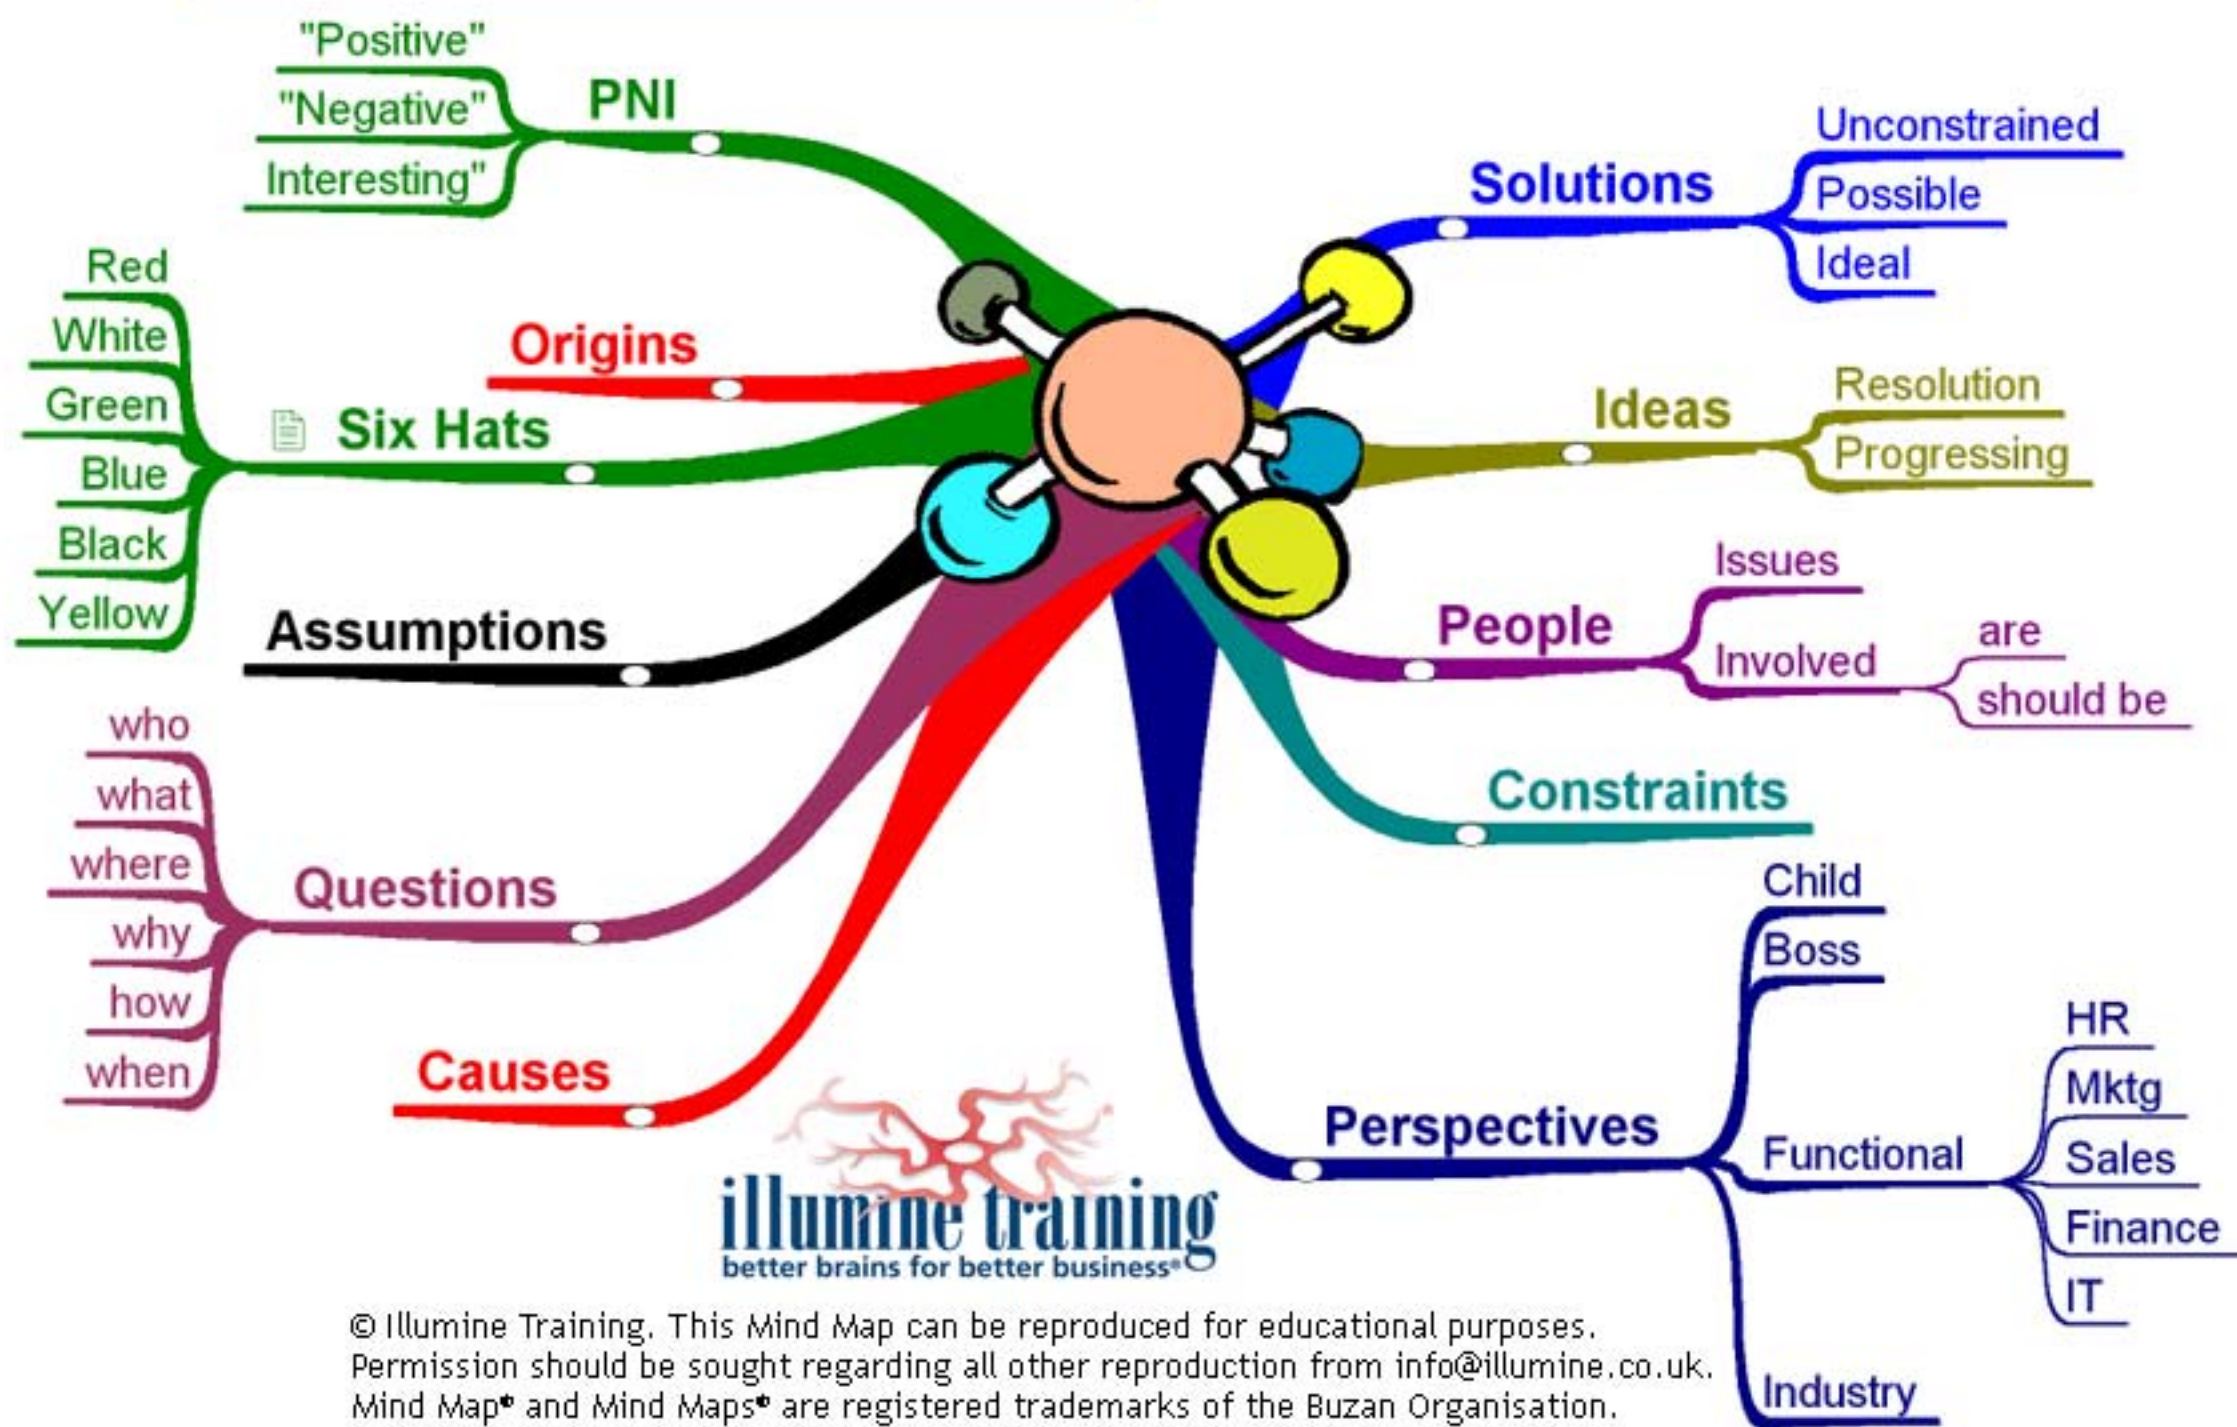 "Positive"
"Negative"
Interesting"
PNI
Origins
Red
White
Green
Blue
Black
Yellow
Six Hats
Assumptions
who
what
where
why
how
when
Questions
Causes
Solutions
Unconstrained
Possible
Ideal
Ideas
Resolution
Progressing
People
Issues
Involved
are
should be
Constraints
Perspectives
Child
Boss
Functional
HR
Mktg
Sales
Finance
IT
Industry
illumine training
better brains for better business®
© Illumine Training. This Mind Map can be reproduced for educational purposes.
Permission should be sought regarding all other reproduction from info@illumine.co.uk.
Mind Map® and Mind Maps® are registered trademarks of the Buzan Organisation.